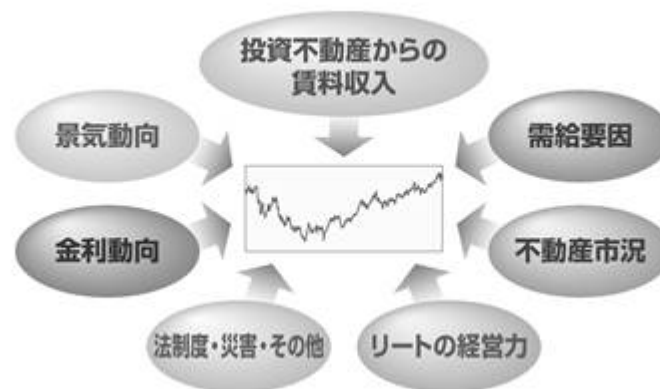 投資不動産からの
賃料収入
景気動向
需給要因
金利動向
不動産市況
法制度・災害・その他
リートの経営力